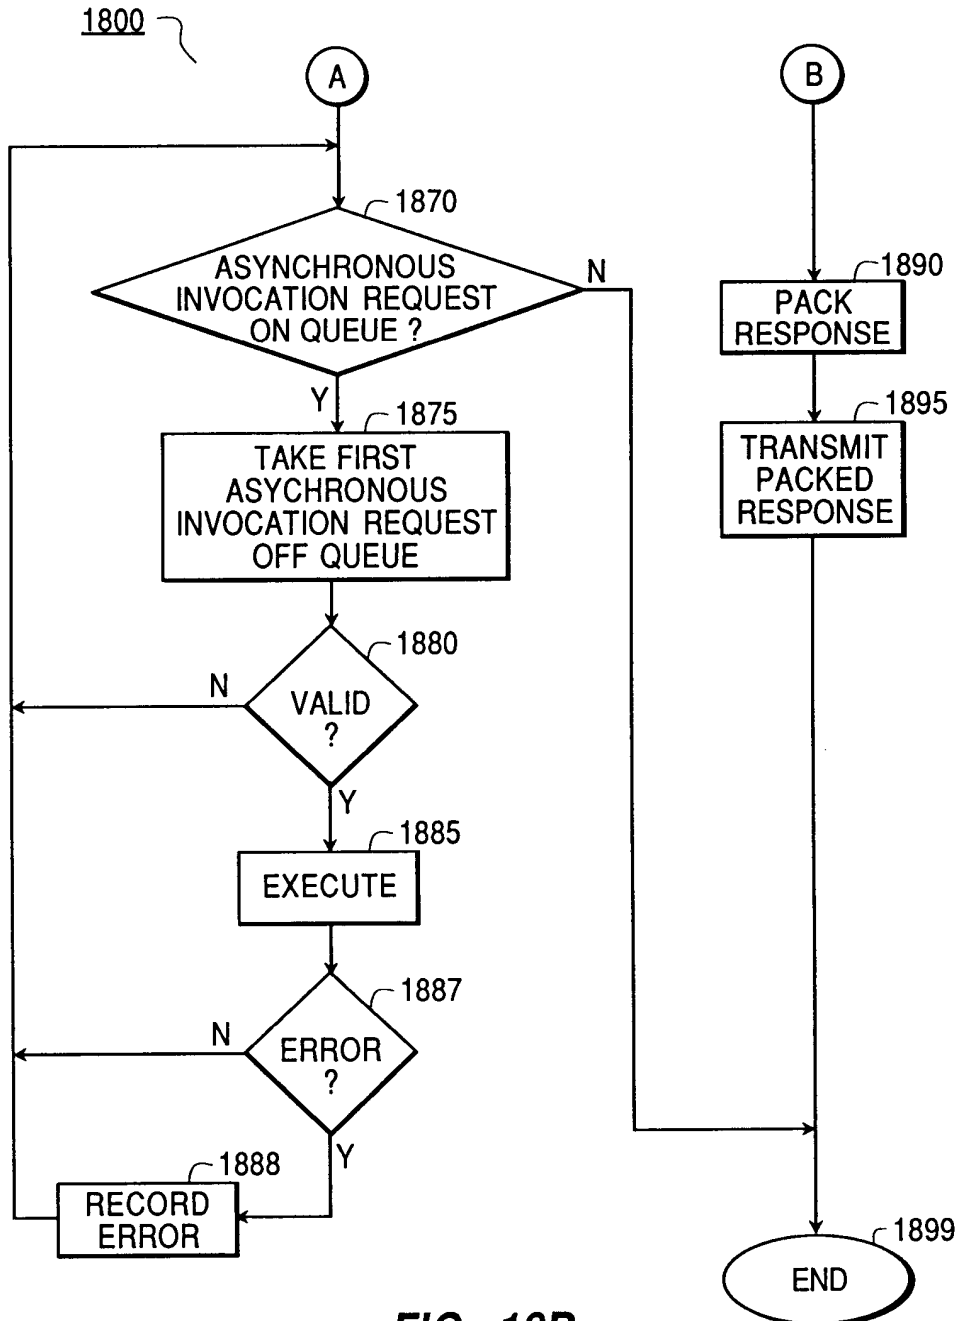 1800
A
B
1870
ASYNCHRONOUS
INVOCATION REQUEST
ON QUEUE ?
N
Y
1875
TAKE FIRST
ASYCHRONOUS
INVOCATION REQUEST
OFF QUEUE
1880
VALID
?
N
Y
1885
EXECUTE
1887
ERROR
?
N
Y
1888
RECORD
ERROR
1890
PACK
RESPONSE
1895
TRANSMIT
PACKED
RESPONSE
1899
END